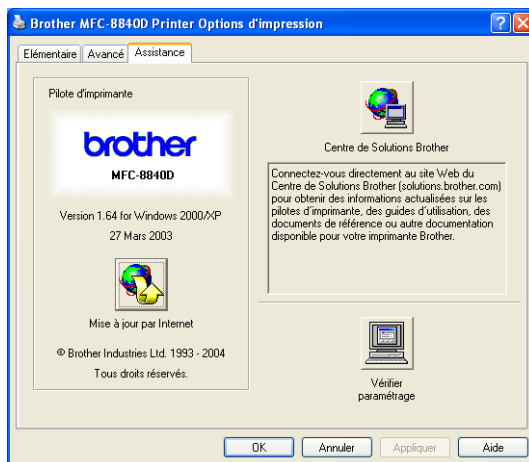 Brother MFC-8840D Printer Options d'impression
Elémentaire Avancé Assistance
Pilote d'imprimante
brother
MFC-8840D
Version 1.64 for Windows 2000/XP
27 Mars 2003
Mise à jour par Internet
© Brother Industries Ltd. 1993 - 2004
Tous droits réservés.
Centre de Solutions Brother
Connectez-vous directement au site Web du
Centre de Solutions Brother (solutions.brother.com)
pour obtenir des informations actualisées sur les
pilotes d'imprimante, des guides d'utilisation, des
documents de référence ou autre documentation
disponible pour votre imprimante Brother.
Vérifier
paramétrage
OK Annuler Appliquer Aide